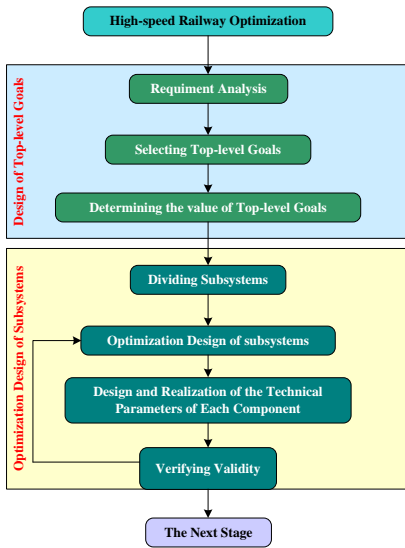 High-speed Railway Optimization
Design of Top-level Goals
Requiment Analysis
Selecting Top-level Goals
Determining the value of Top-level Goals
Optimization Design of Subsystems
Dividing Subsystems
Optimization Design of subsystems
Design and Realization of the Technical
Parameters of Each Component
Verifying Validity
The Next Stage